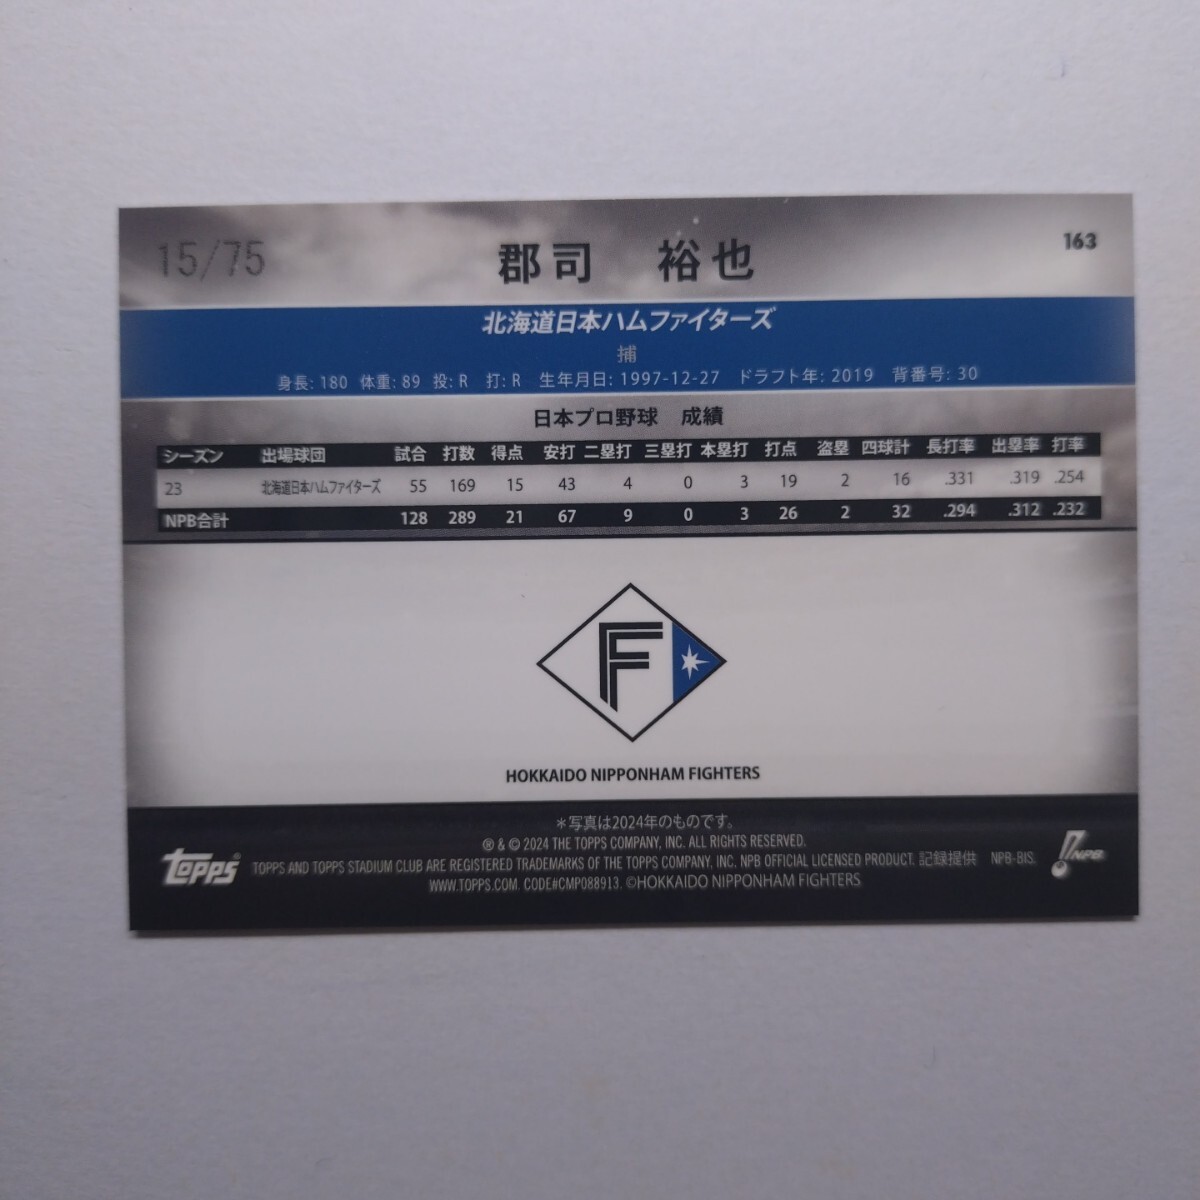 15/75
郡司 裕也
163
北海道日本ハムファイターズ
捕
身長: 180 体重: 89 投: R 打: R 生年月日: 1997-12-27 ドラフト年: 2019 背番号: 30
日本プロ野球 成績
シーズン 出場球団 試合 打数 得点 安打 二塁打 三塁打 本塁打 打点 盗塁 四球計 長打率 出塁率 打率
23 北海道日本ハムファイターズ 55 169 15 43 4 0 3 19 2 16 .331 .319 .254
NPB合計 128 289 21 67 9 0 3 26 2 32 .294 .312 .232
F
HOKKAIDO NIPPONHAM FIGHTERS
＊写真は2024年のものです。
® & © 2024 THE TOPPS COMPANY, INC. ALL RIGHTS RESERVED.
TOPPS AND TOPPS STADIUM CLUB ARE REGISTERED TRADEMARKS OF THE TOPPS COMPANY, INC. NPB OFFICIAL LICENSED PRODUCT. 記録提供 NPB-BIS.
WWW.TOPPS.COM. CODE#CMP088913. ©HOKKAIDO NIPPONHAM FIGHTERS
Topps®
NPB